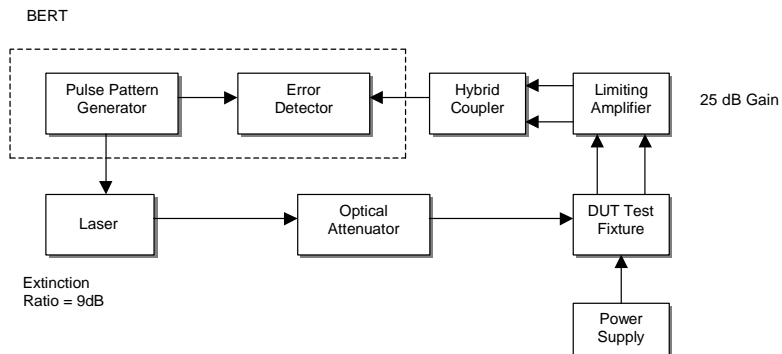 BERT
Pulse Pattern
Generator
Error
Detector
Hybrid
Coupler
Limiting
Amplifier
25 dB Gain
Laser
Optical
Attenuator
DUT Test
Fixture
Extinction
Ratio = 9dB
Power
Supply